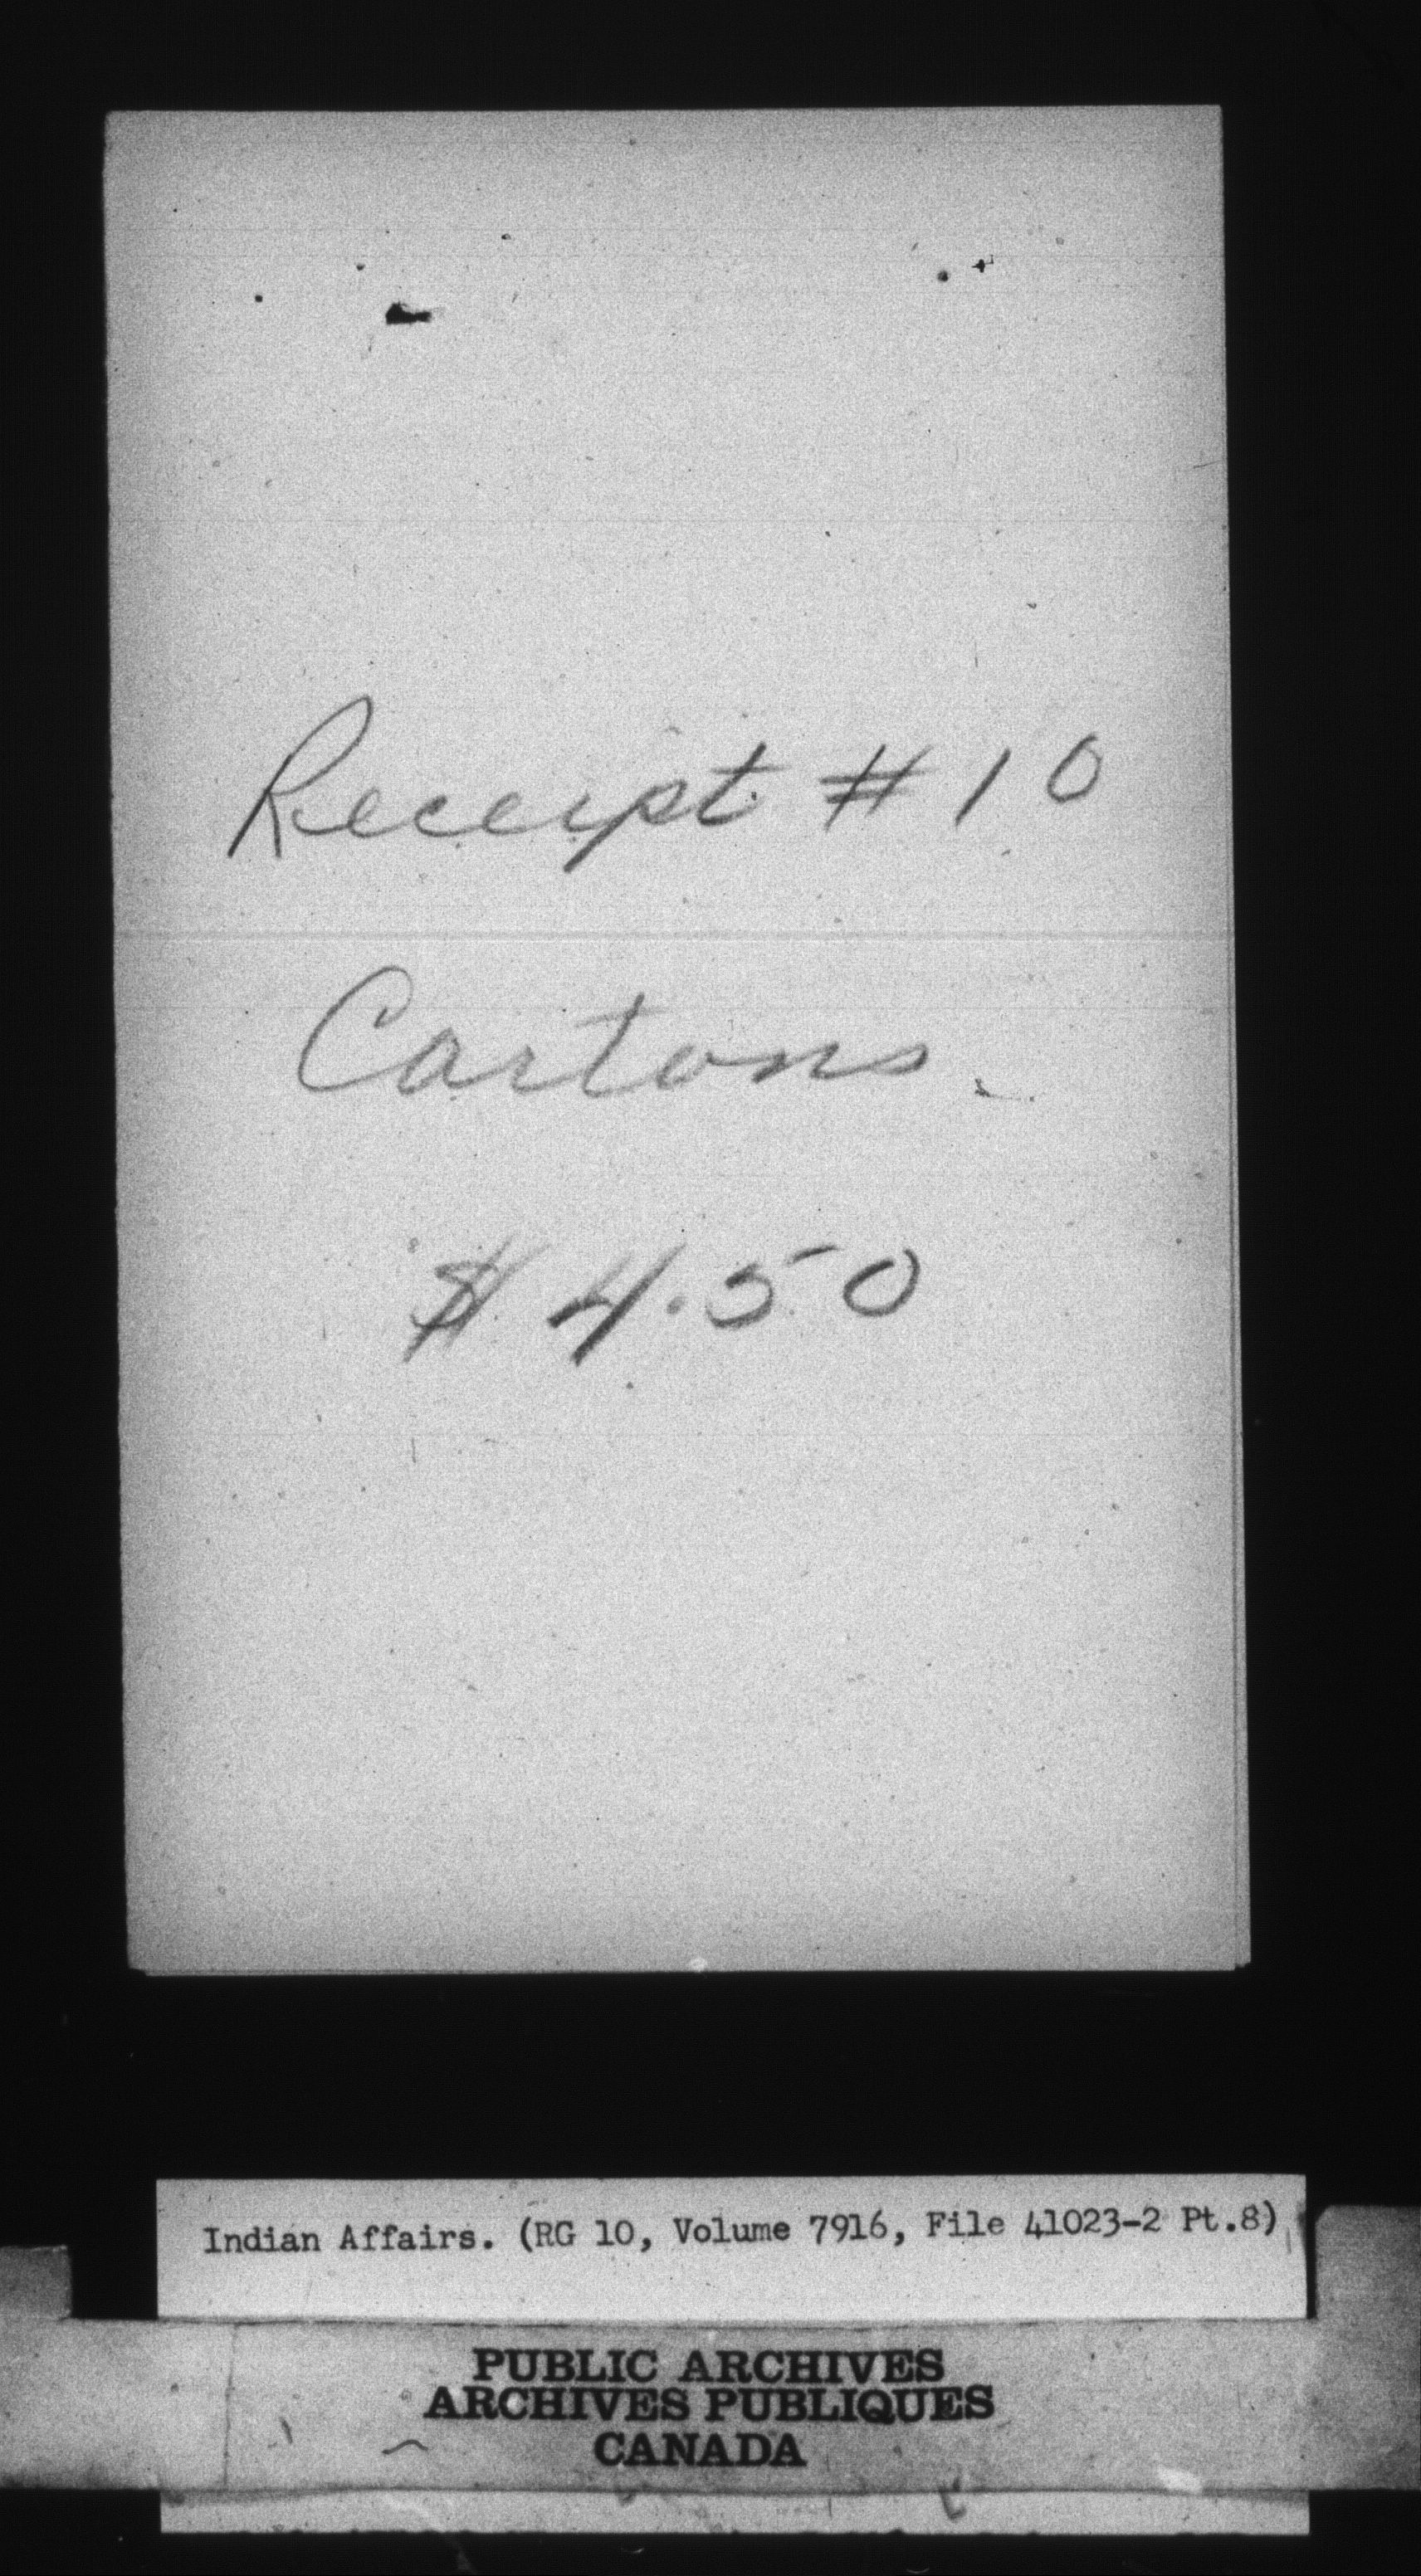 Receipt # 10
Cartons.
$4.50
Indian Affairs. (RG 10, Volume 7916, File 41023-2 Pt.8)
PUBLIC ARCHIVES
ARCHIVES PUBLIQUES
CANADA